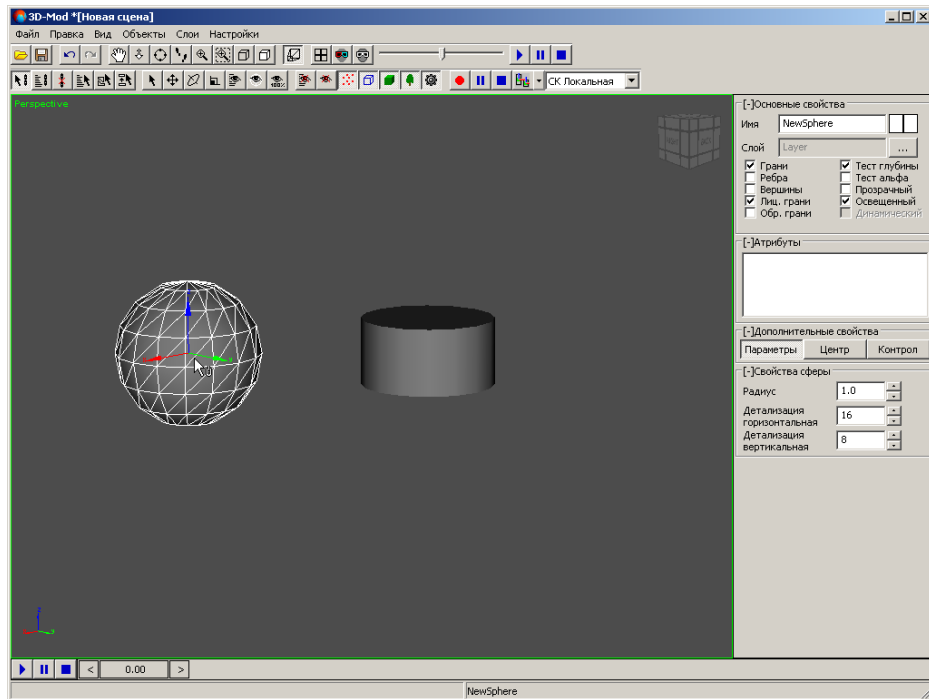 3D-Mod *[Новая сцена]
Файл Правка Вид Объекты Слои Настройки
100%
СК Локальная
Perspective
[-]Основные свойства
Имя NewSphere
Слой Layer ...
Грани Тест глубины
Ребра Тест альфа
Вершины Прозрачный
Лиц. грани Освещенный
Обр. грани Динамический
[-]Атрибуты
[-]Дополнительные свойства
Параметры Центр Контрол
[-]Свойства сферы
Радиус 1.0
Детализация
горизонтальная 16
Детализация
вертикальная 8
z
< 0.00 >
NewSphere